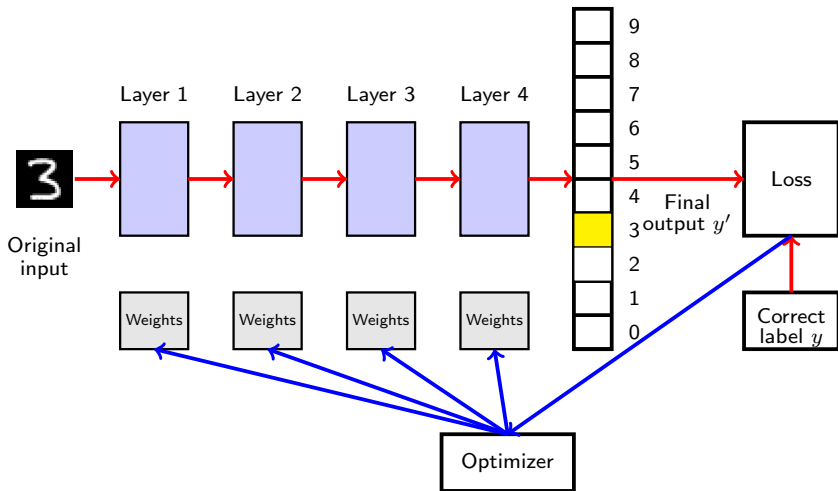 9
8
7
6
5
4
3
2
1
0
Layer 1
Layer 2
Layer 3
Layer 4
3
Original
input
Final
output y′
Loss
Weights
Weights
Weights
Weights
Correct
label y
Optimizer